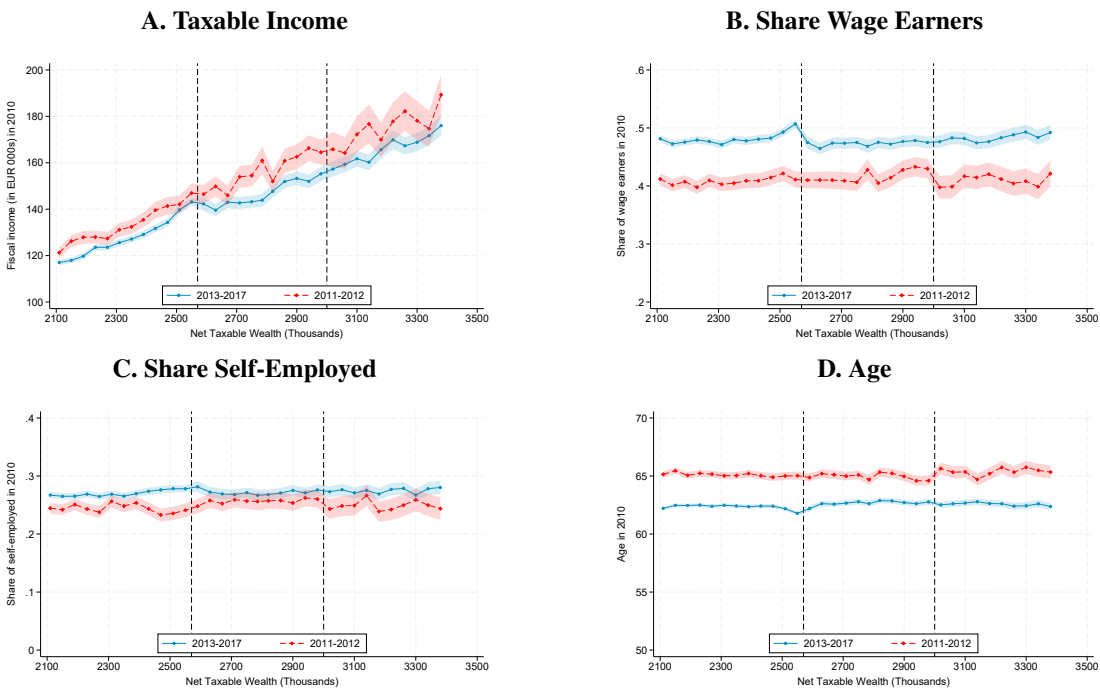 A. Taxable Income
Fiscal income (in EUR 000s) in 2010
200
180
160
140
120
100
2013-2017
2011-2012
2100 2300 2500 2700 2900 3100 3300 3500
Net Taxable Wealth (Thousands)
B. Share Wage Earners
Share of wage earners in 2010
.6
.5
.4
.3
.2
2013-2017
2011-2012
2100 2300 2500 2700 2900 3100 3300 3500
Net Taxable Wealth (Thousands)
C. Share Self-Employed
Share of self-employed in 2010
.4
.3
.2
.1
0
2013-2017
2011-2012
2100 2300 2500 2700 2900 3100 3300 3500
Net Taxable Wealth (Thousands)
D. Age
Age in 2010
70
65
60
55
50
2013-2017
2011-2012
2100 2300 2500 2700 2900 3100 3300 3500
Net Taxable Wealth (Thousands)